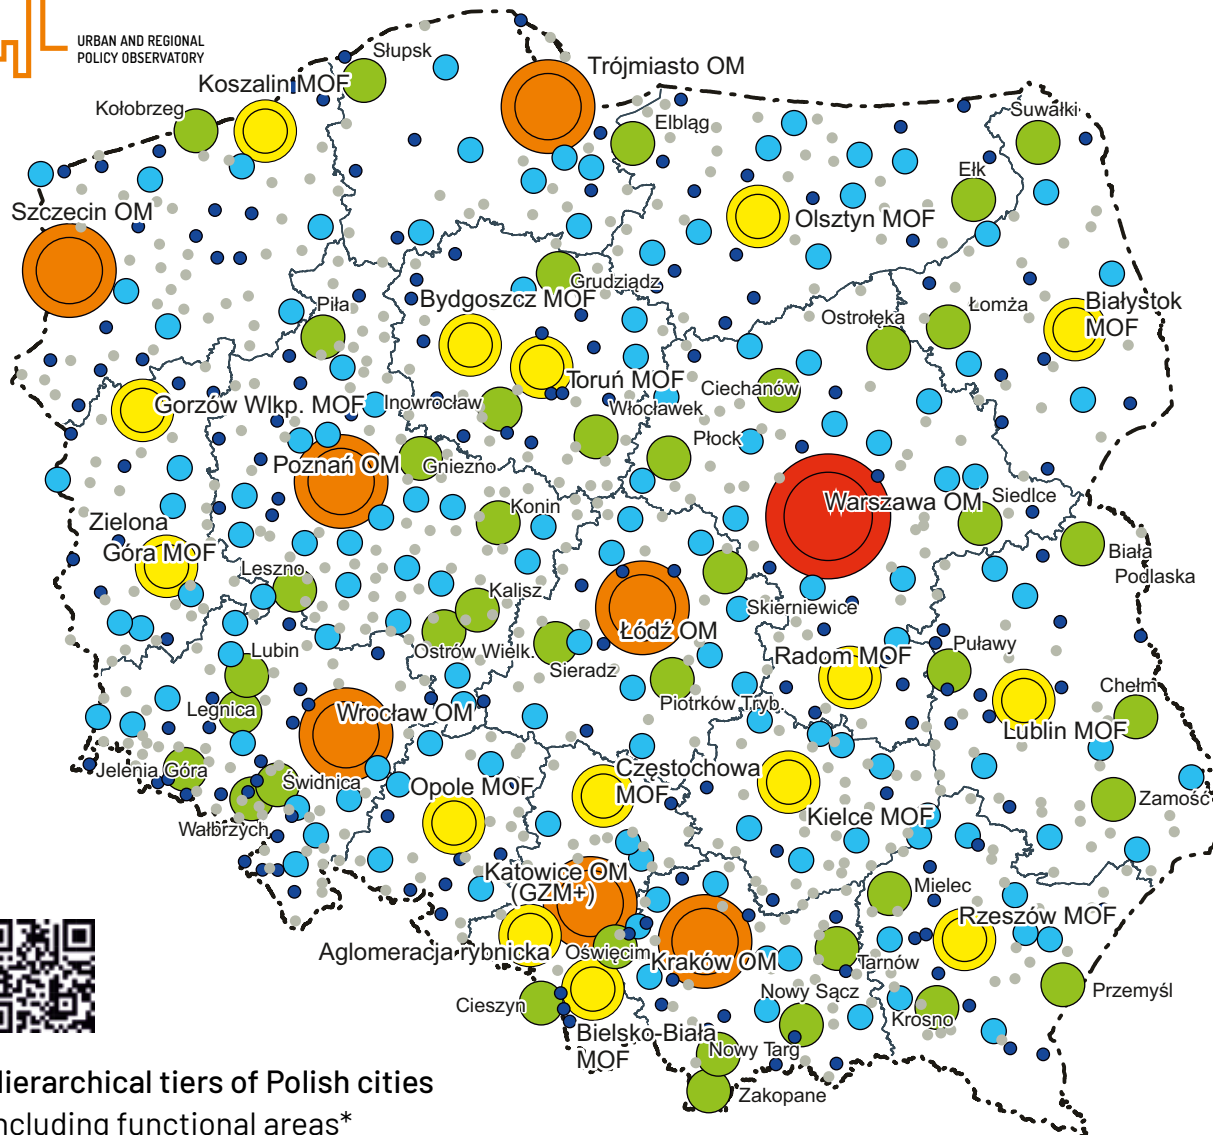 URBAN AND REGIONAL
POLICY OBSERVATORY
Słupsk
Trójmiasto OM
Koszalin MOF
Kołobrzeg
Elbląg
Suwałki
Ełk
Szczecin OM
Olsztyn MOF
Grudziądz
Bydgoszcz MOF
Piła
Łomża
Białystok
MOF
Ostrołęka
Toruń MOF
Ciechanów
Gorzów Wlkp. MOF
Inowrocław
Włocławek
Płock
Poznań OM
Gniezno
Warszawa OM
Siedlce
Konin
Zielona
Góra MOF
Biała
Podlaska
Leszno
Kalisz
Skierniewice
Łódź OM
Ostrów Wielk.
Sieradz
Puławy
Lubin
Radom MOF
Chełm
Piotrków Tryb.
Legnica
Wrocław OM
Lublin MOF
Jelenia Góra
Świdnica
Opole MOF
Częstochowa
MOF
Zamość
Kielce MOF
Wałbrzych
Katowice OM
(GZM+)
Mielec
Rzeszów MOF
Aglomeracja rybnicka
Oświęcim
Kraków OM
Tarnów
Przemyśl
Cieszyn
Nowy Sącz
Krosno
Bielsko-Biała
MOF
Nowy Targ
Zakopane
Hierarchical tiers of Polish cities
including functional areas*